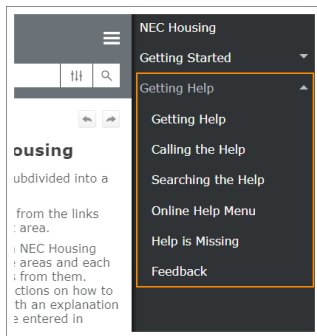 NEC Housing
Getting Started
Getting Help
Getting Help
Calling the Help
Searching the Help
Online Help Menu
Help is Missing
Feedback
ousing
ubdivided into a
from the links
area.
NEC Housing
areas and each
from them.
ctions on how to
th an explanation
entered in